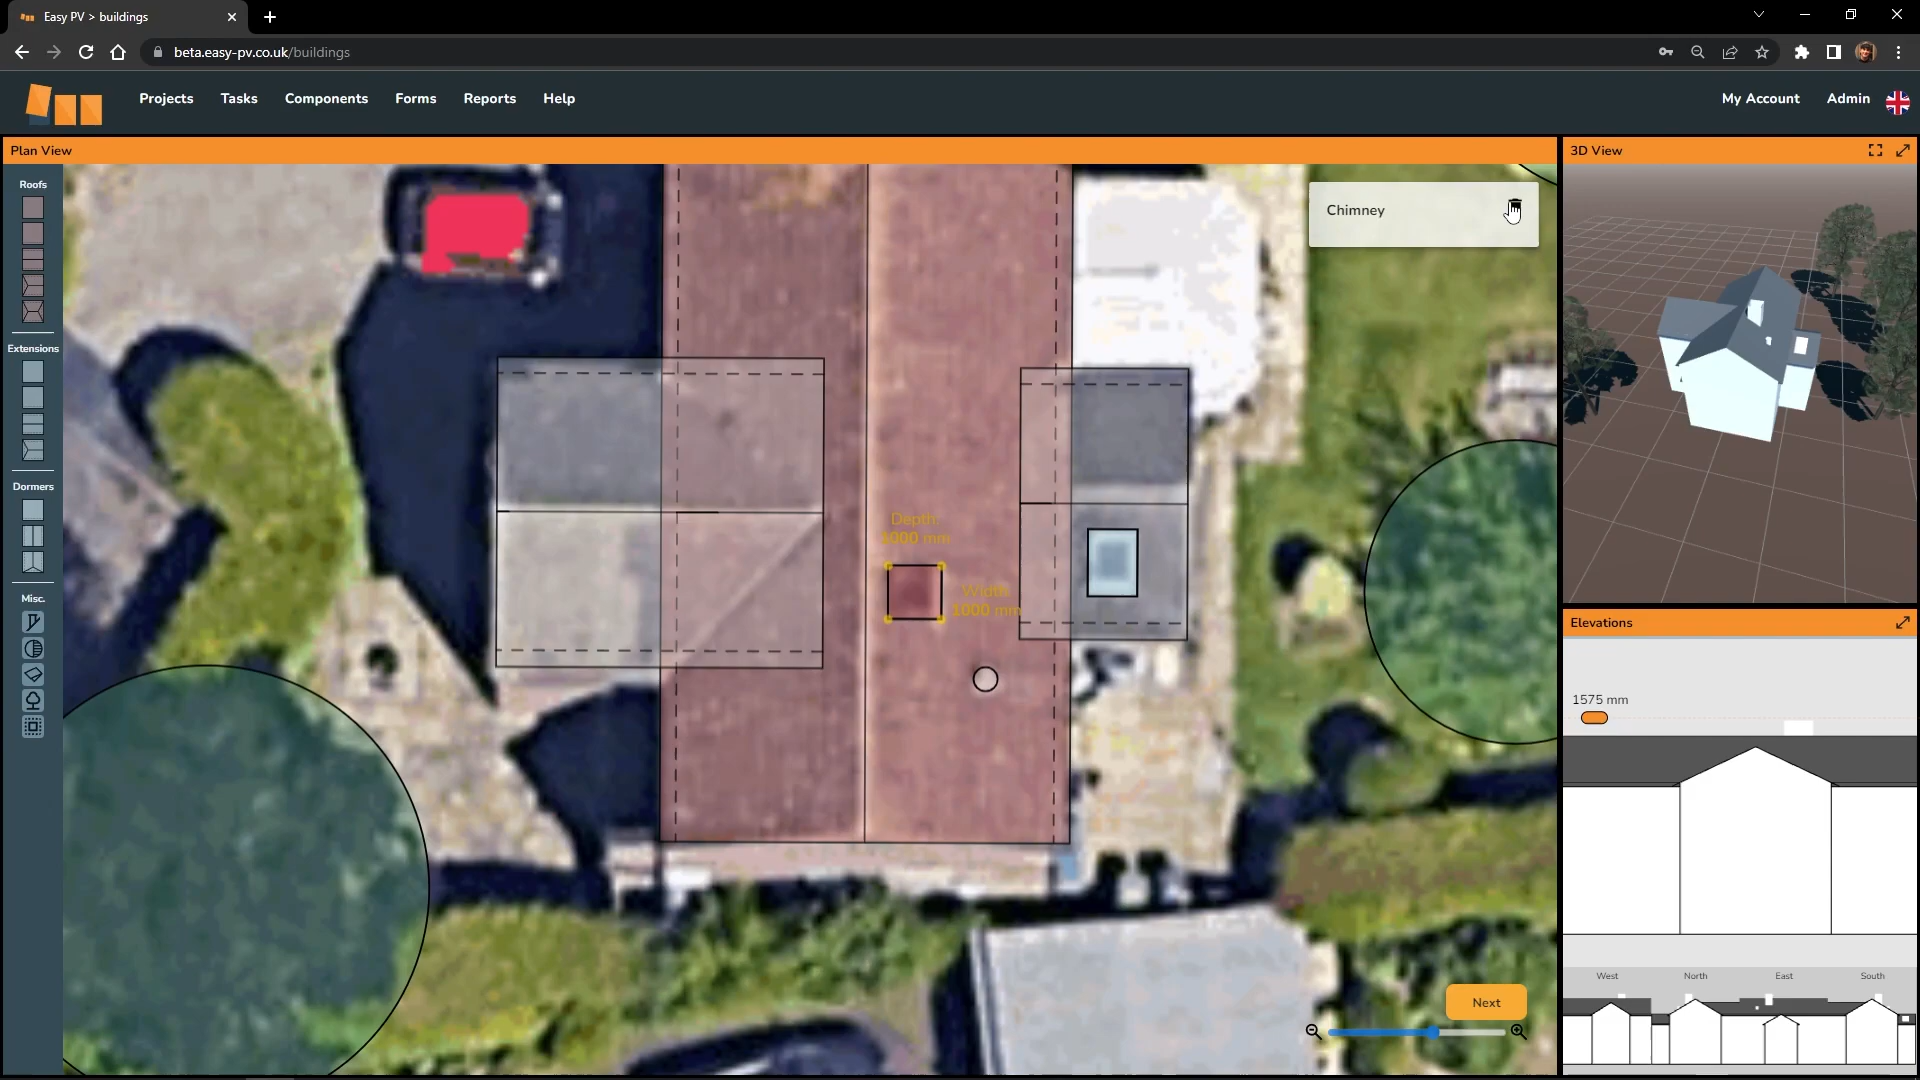 Easy PV > buildings
beta.easy-pv.co.uk/buildings
Projects
Tasks
Components
Forms
Reports
Help
My Account
Admin
Plan View
3D View
Roofs
Chimney
Extensions
Dormers
Depth:
1000 mm
Width:
1000 mm
Misc.
Elevations
1575 mm
West
North
East
South
Next